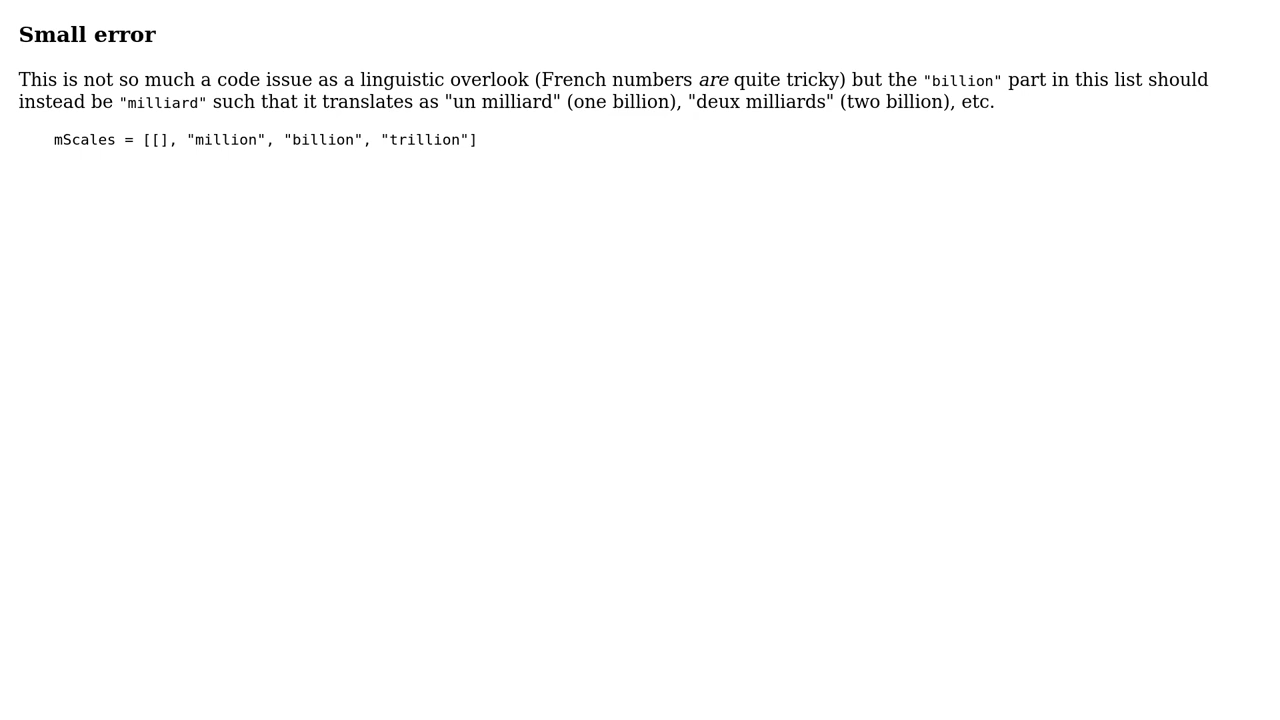 Small error
This is not so much a code issue as a linguistic overlook (French numbers are quite tricky) but the "billion" part in this list should
instead be "milliard" such that it translates as "un milliard" (one billion), "deux milliards" (two billion), etc.
mScales = [[], "million", "billion", "trillion"]